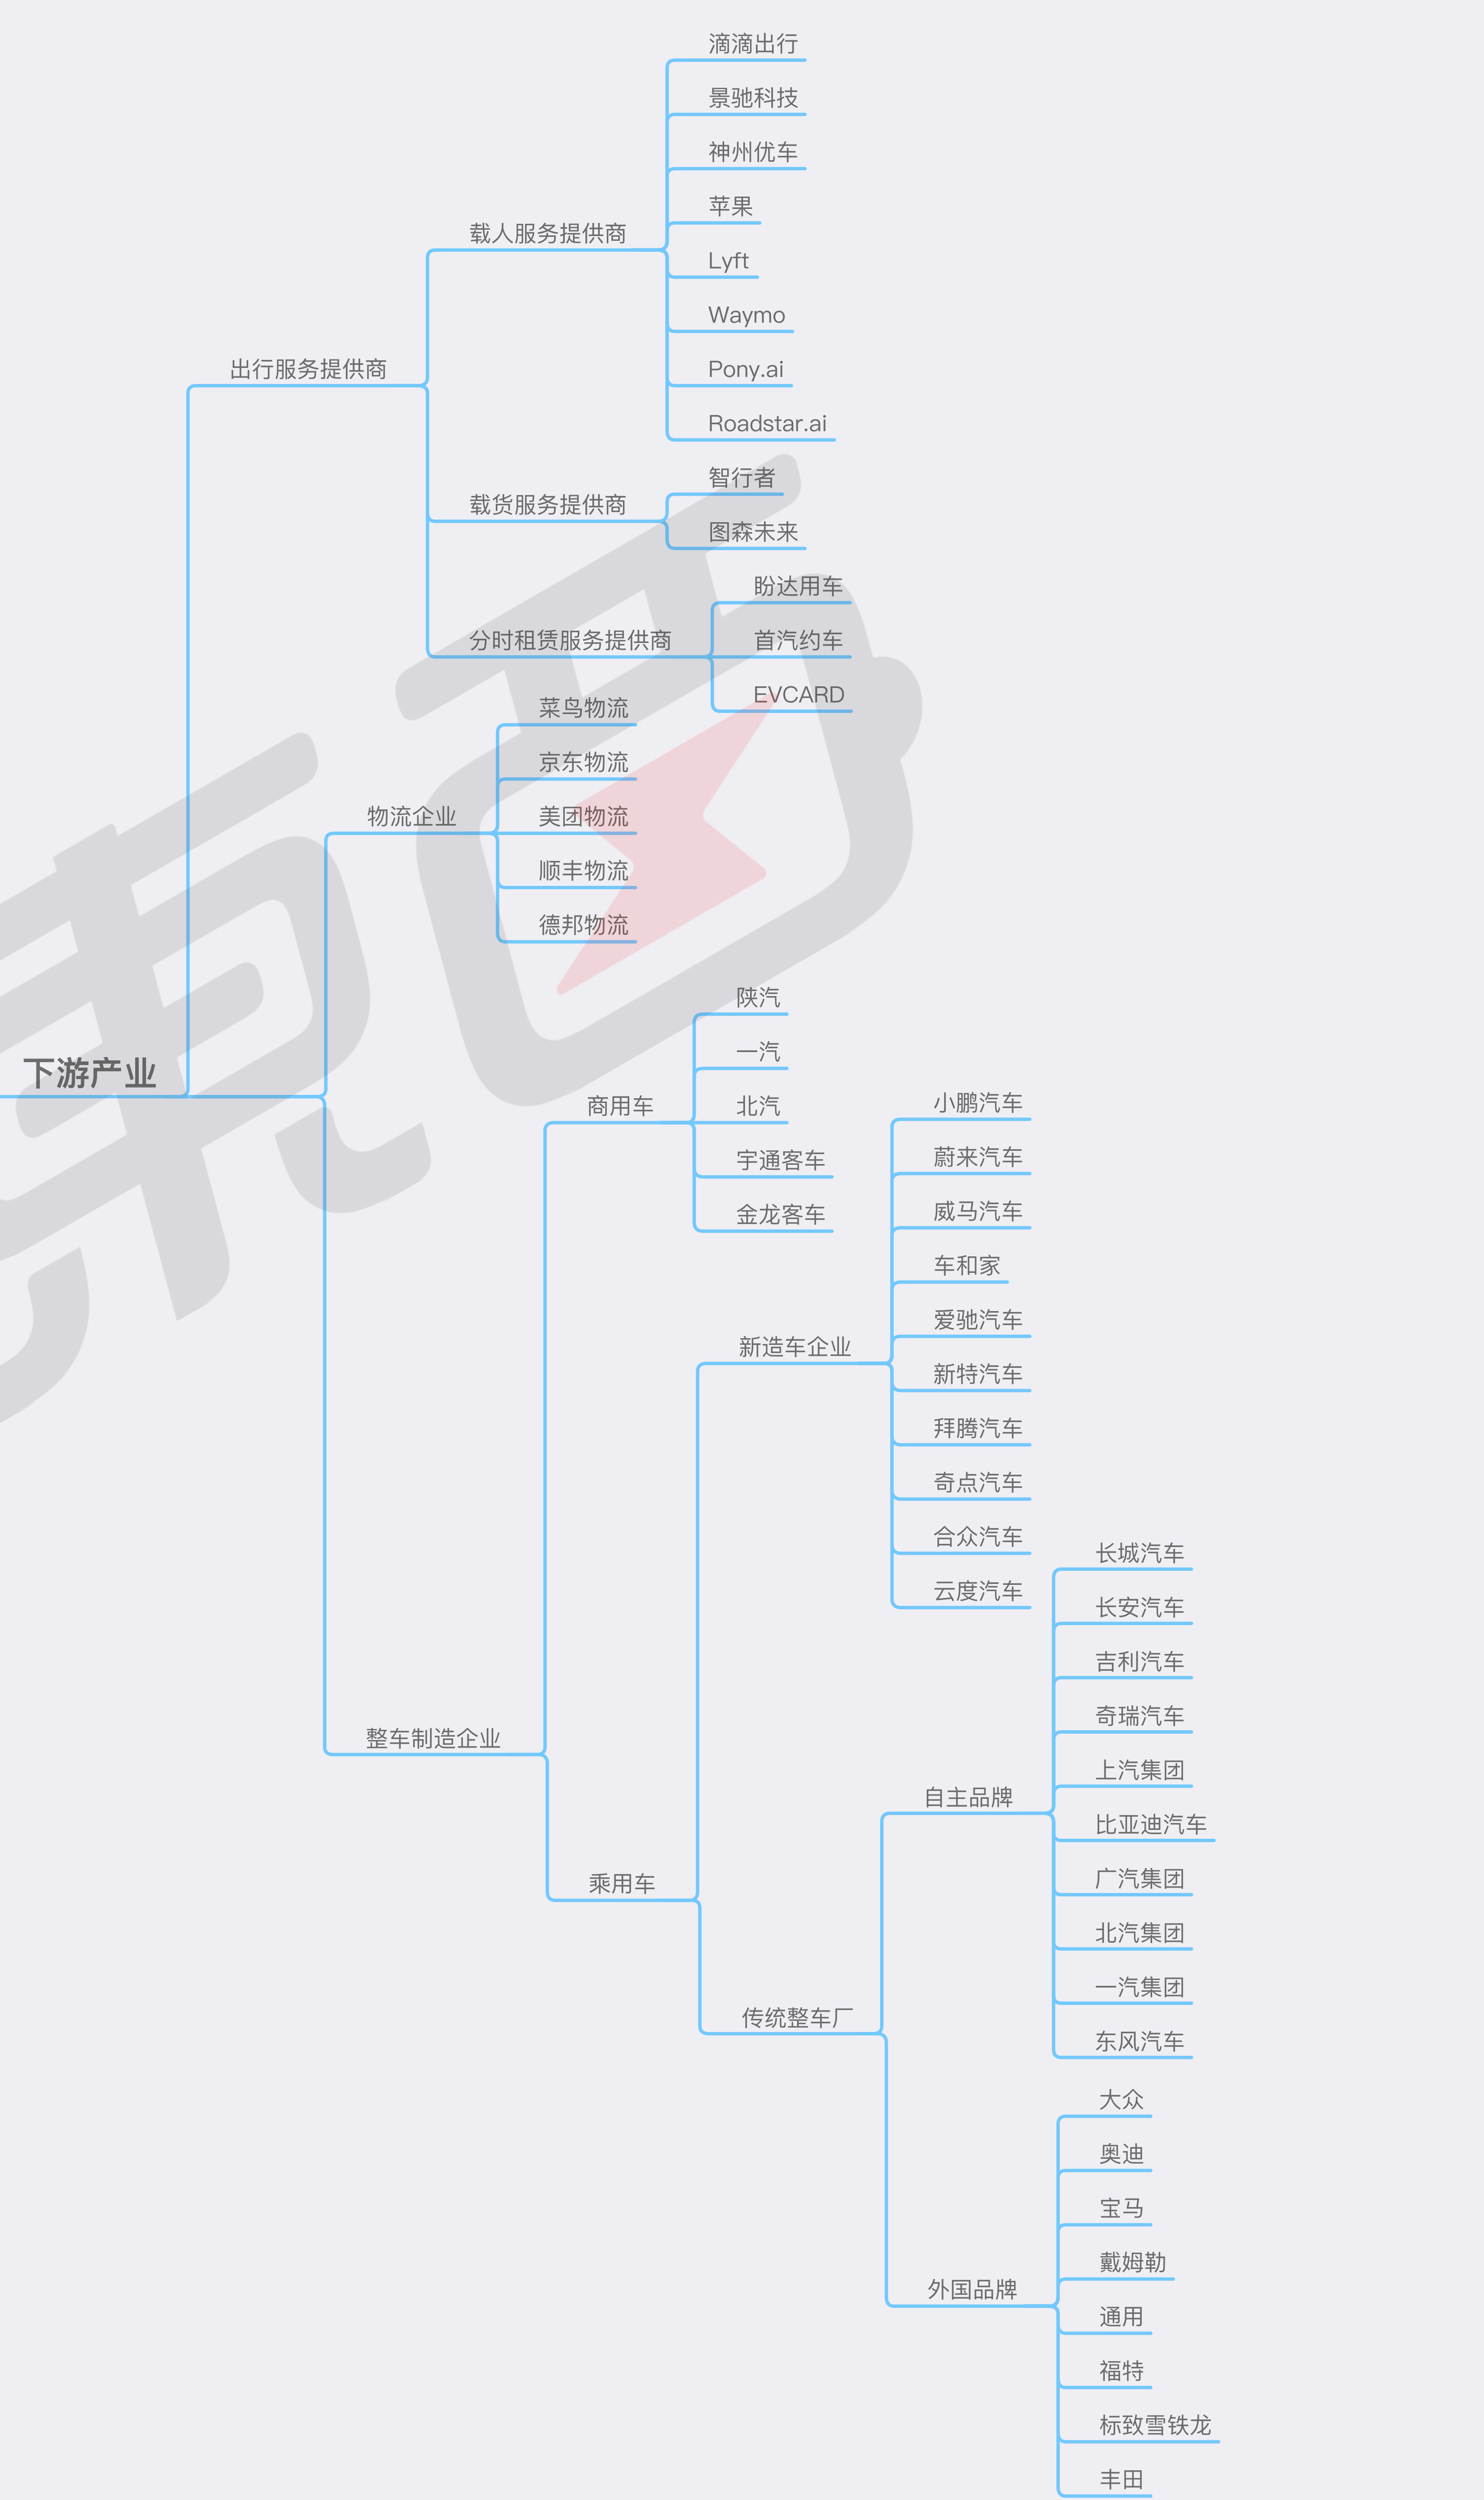 滴滴出行
景驰科技
神州优车
苹果
载人服务提供商
Lyft
Waymo
出行服务提供商
Pony.ai
Roadstar.ai
智行者
载货服务提供商
图森未来
盼达用车
分时租赁服务提供商
首汽约车
EVCARD
菜鸟物流
京东物流
物流企业
美团物流
顺丰物流
德邦物流
陕汽
一汽
下游产业
商用车
北汽
小鹏汽车
宇通客车
蔚来汽车
金龙客车
威马汽车
车和家
爱驰汽车
新造车企业
新特汽车
拜腾汽车
奇点汽车
合众汽车
长城汽车
云度汽车
长安汽车
吉利汽车
奇瑞汽车
整车制造企业
上汽集团
自主品牌
比亚迪汽车
广汽集团
乘用车
北汽集团
一汽集团
传统整车厂
东风汽车
大众
奥迪
宝马
戴姆勒
外国品牌
通用
福特
标致雪铁龙
丰田